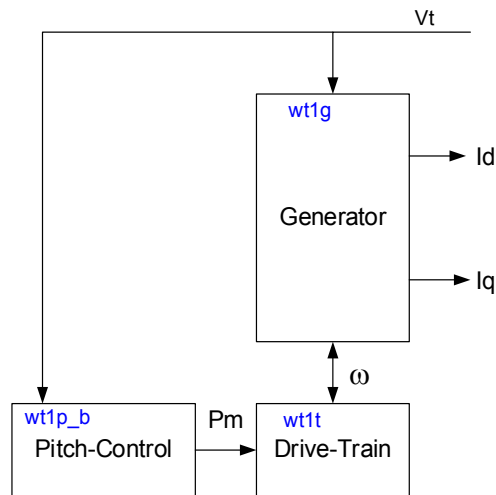 Vt
wt1g
Id
Generator
Iq
ω
wt1p_b
Pm
wt1t
Pitch-Control
Drive-Train